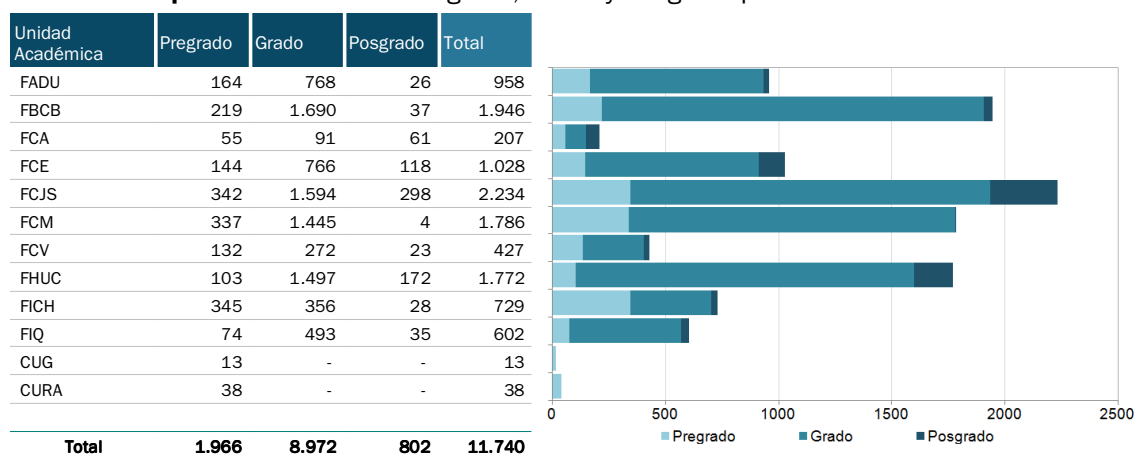 Unidad Académica Pregrado Grado Posgrado Total
FADU 164 768 26 958
FBCB 219 1.690 37 1.946
FCA 55 91 61 207
FCE 144 766 118 1.028
FCJS 342 1.594 298 2.234
FCM 337 1.445 4 1.786
FCV 132 272 23 427
FHUC 103 1.497 172 1.772
FICH 345 356 28 729
FIQ 74 493 35 602
CUG 13 - - 13
CURA 38 - - 38
Total 1.966 8.972 802 11.740
0 500 1000 1500 2000 2500
Pregrado Grado Posgrado